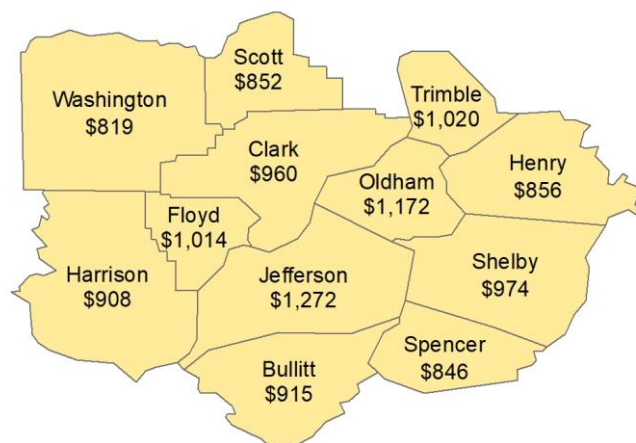 Scott
$852
Washington
$819
Trimble
$1,020
Clark
$960
Henry
$856
Oldham
$1,172
Floyd
$1,014
Harrison
$908
Jefferson
$1,272
Shelby
$974
Spencer
$846
Bullitt
$915